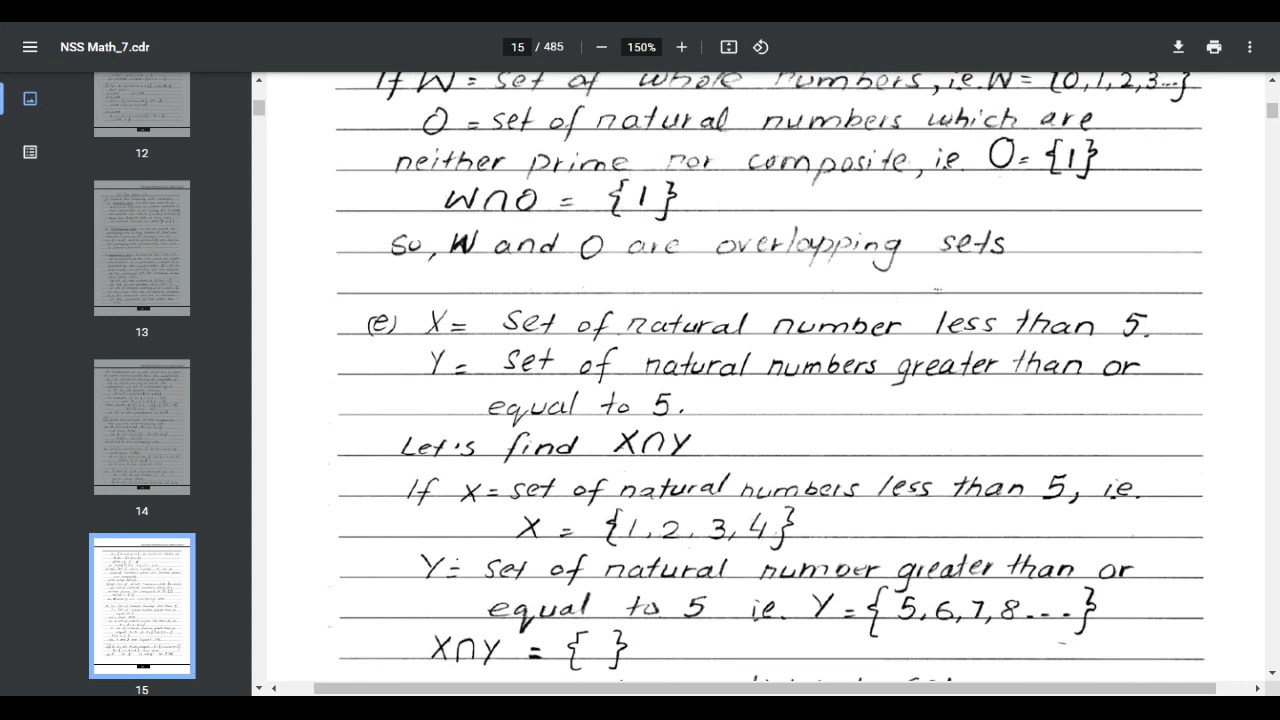 NSS Math_7.cdr
15 / 485
150%
12
13
14
15
If W = set of whole numbers, i.e. W = {0,1,2,3...}
O = set of natural numbers which are
neither prime nor composite, i.e O = {1}
W∩O = {1}
So, W and O are overlapping sets
(e) X = set of natural number less than 5.
Y = set of natural numbers greater than or
equal to 5.
Let's find X∩Y
If X = set of natural numbers less than 5, i.e.
X = {1, 2, 3, 4}
Y = set of natural number greater than or
equal to 5 i.e. Y = {5, 6, 7, 8 ....}
X∩Y = { }